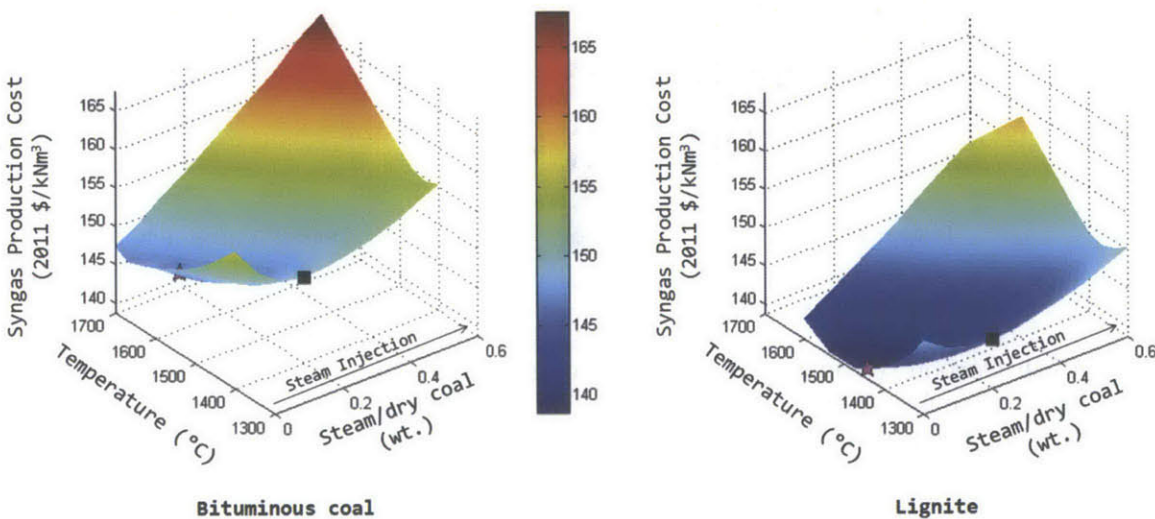 Syngas Production Cost
(2011 $/kNm³)
165
160
155
150
145
140
1700
1600
1500
1400
1300
Temperature (°C)
0
0.2
0.4
0.6
Steam Injection
Steam/dry coal
(wt.)
Bituminous coal
165
160
155
150
145
140
Syngas Production Cost
(2011 $/kNm³)
165
160
155
150
145
140
1700
1600
1500
1400
1300
Temperature (°C)
0
0.2
0.4
0.6
Steam Injection
Steam/dry coal
(wt.)
Lignite